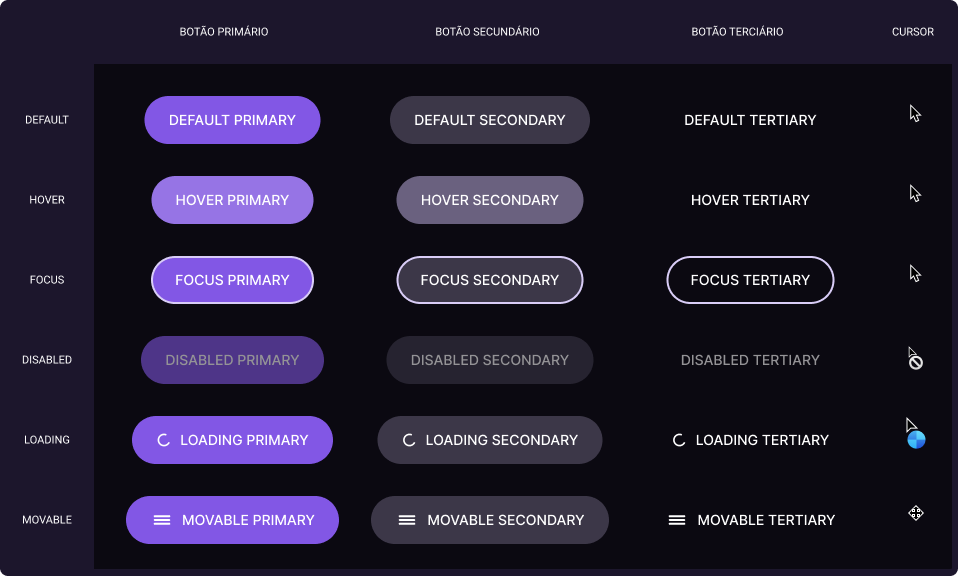 BOTÃO PRIMÁRIO BOTÃO SECUNDÁRIO BOTÃO TERCIÁRIO CURSOR
DEFAULT DEFAULT PRIMARY DEFAULT SECONDARY DEFAULT TERTIARY
HOVER HOVER PRIMARY HOVER SECONDARY HOVER TERTIARY
FOCUS FOCUS PRIMARY FOCUS SECONDARY FOCUS TERTIARY
DISABLED DISABLED PRIMARY DISABLED SECONDARY DISABLED TERTIARY
LOADING LOADING PRIMARY LOADING SECONDARY LOADING TERTIARY
MOVABLE MOVABLE PRIMARY MOVABLE SECONDARY MOVABLE TERTIARY